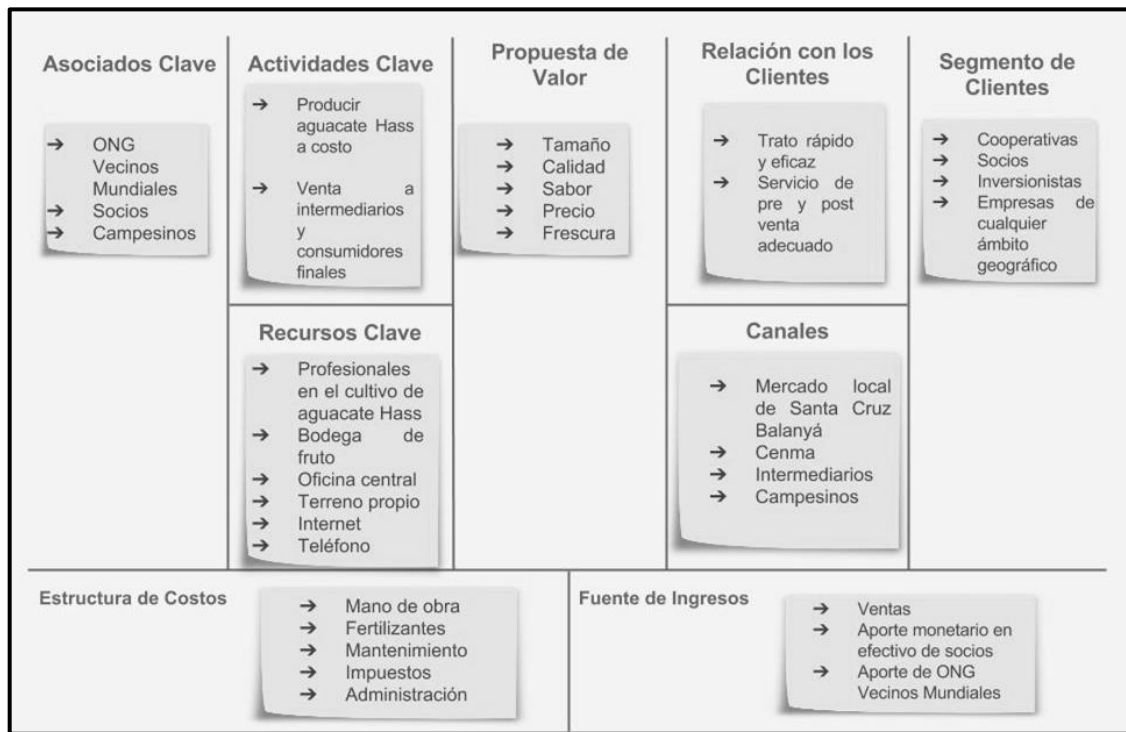 Asociados Clave
→ ONG
Vecinos
Mundiales
→ Socios
→ Campesinos
Actividades Clave
→ Producir
aguacate Hass
a costo
→ Venta a
intermediarios
y
consumidores
finales
Recursos Clave
→ Profesionales
en el cultivo de
aguacate Hass
→ Bodega de
fruto
→ Oficina central
→ Terreno propio
→ Internet
→ Teléfono
Propuesta de
Valor
→ Tamaño
→ Calidad
→ Sabor
→ Precio
→ Frescura
Relación con los
Clientes
→ Trato rápido
y eficaz
→ Servicio de
pre y post
venta
adecuado
Canales
→ Mercado local
de Santa Cruz
Balanyá
→ Cenma
→ Intermediarios
→ Campesinos
Segmento de
Clientes
→ Cooperativas
→ Socios
→ Inversionistas
→ Empresas de
cualquier
ámbito
geográfico
Estructura de Costos
→ Mano de obra
→ Fertilizantes
→ Mantenimiento
→ Impuestos
→ Administración
Fuente de Ingresos
→ Ventas
→ Aporte monetario en
efectivo de socios
→ Aporte de ONG
Vecinos Mundiales